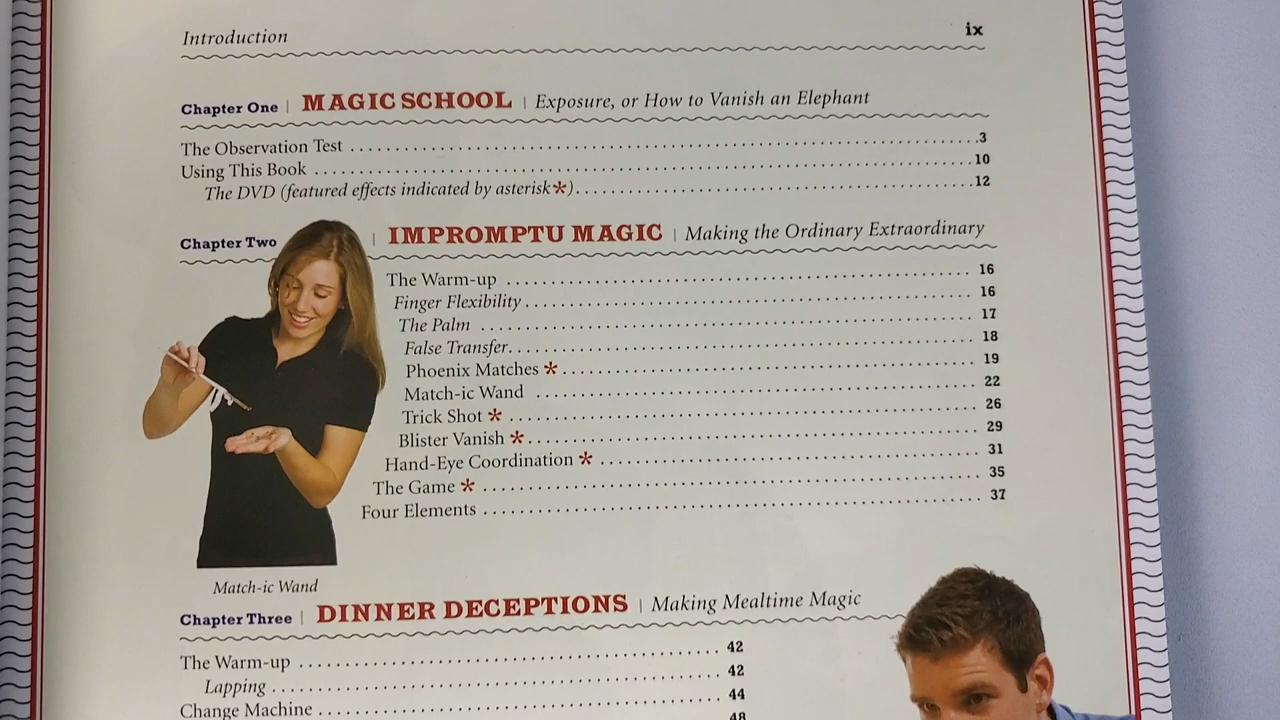 Introduction ix
Chapter One | MAGIC SCHOOL | Exposure, or How to Vanish an Elephant
The Observation Test ........ 3
Using This Book ........ 10
The DVD (featured effects indicated by asterisk*) ........ 12
Chapter Two | IMPROMPTU MAGIC | Making the Ordinary Extraordinary
The Warm-up ........ 16
Finger Flexibility ........ 16
The Palm ........ 17
False Transfer ........ 18
Phoenix Matches * ........ 19
Match-ic Wand ........ 22
Trick Shot * ........ 26
Blister Vanish * ........ 29
Hand-Eye Coordination * ........ 31
The Game * ........ 35
Four Elements ........ 37
Match-ic Wand
Chapter Three | DINNER DECEPTIONS | Making Mealtime Magic
The Warm-up ........ 42
Lapping ........ 42
Change Machine ........ 44
48